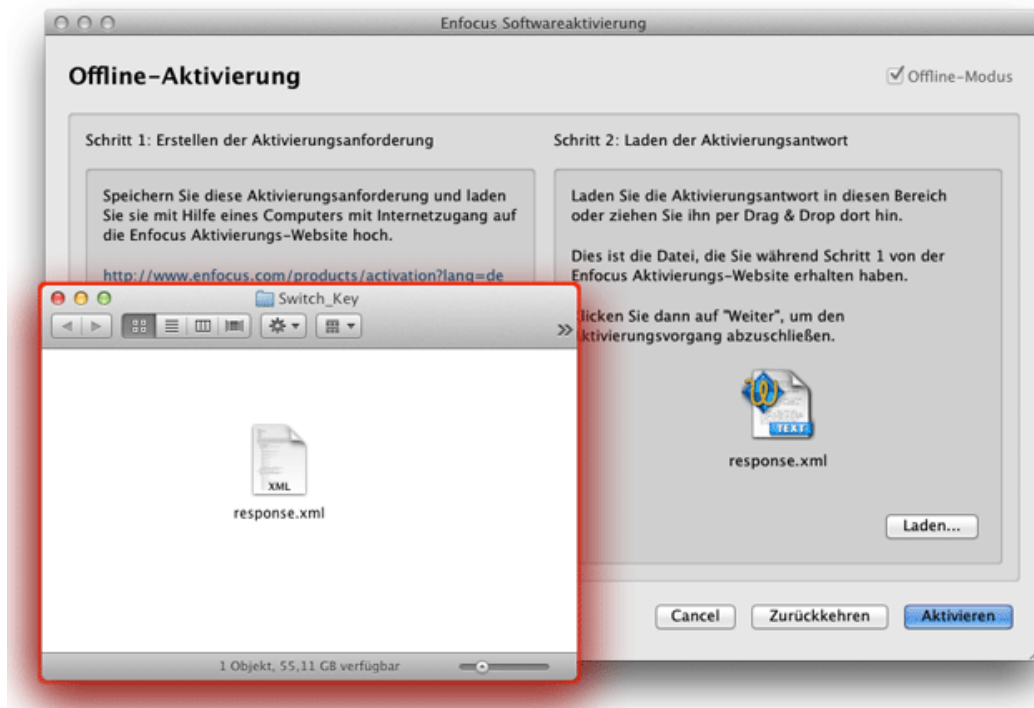 Enfocus Softwareaktivierung
Offline-Aktivierung
Offline-Modus
Schritt 1: Erstellen der Aktivierungsanforderung
Speichern Sie diese Aktivierungsanforderung und laden
Sie sie mit Hilfe eines Computers mit Internetzugang auf
die Enfocus Aktivierungs-Website hoch.
http://www.enfocus.com/products/activation?lang=de
Schritt 2: Laden der Aktivierungsantwort
Laden Sie die Aktivierungsantwort in diesen Bereich
oder ziehen Sie ihn per Drag & Drop dort hin.
Dies ist die Datei, die Sie während Schritt 1 von der
Enfocus Aktivierungs-Website erhalten haben.
Klicken Sie dann auf "Weiter", um den
Aktivierungsvorgang abzuschließen.
TEXT
response.xml
Laden...
Cancel
Zurückkehren
Aktivieren
Switch_Key
XML
response.xml
1 Objekt, 55,11 GB verfügbar